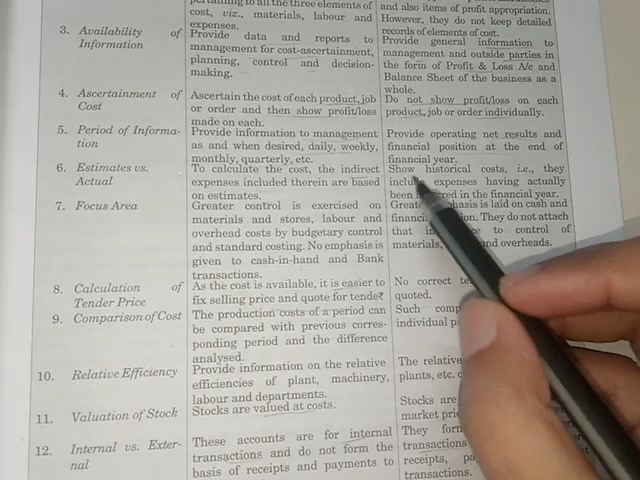 pertaining to all the three elements of
cost, viz., materials, labour and
expenses.
and also items of profit appropriation.
However, they do not keep detailed
records of elements of cost.
3. Availability of
Information
Provide data and reports to
management for cost-ascertainment,
planning, control and decision-
making.
Provide general information to
management and outside parties in
the form of Profit & Loss A/c and
Balance Sheet of the business as a
whole.
4. Ascertainment of
Cost
Ascertain the cost of each product, job
or order and then show profit/loss
made on each.
Do not show profit/loss on each
product, job or order individually.
5. Period of Informa-
tion
Provide information to management
as and when desired, daily, weekly,
monthly, quarterly, etc.
Provide operating net results and
financial position at the end of
financial year.
6. Estimates vs.
Actual
To calculate the cost, the indirect
expenses included therein are based
on estimates.
Show historical costs, i.e., they
include expenses having actually
been in the financial year.
7. Focus Area
Greater control is exercised on
materials and stores, labour and
overhead costs by budgetary control
and standard costing. No emphasis is
given to cash-in-hand and Bank
transactions.
is laid on cash and
They do not attach
that to control of
materials, and overheads.
8. Calculation of
Tender Price
As the cost is available, it is easier to
fix selling price and quote for tende₹
No correct
quoted.
9. Comparison of Cost
The production costs of a period can
be compared with previous corres-
ponding period and the difference
analysed.
Such
individual
10. Relative Efficiency
Provide information on the relative
efficiencies of plant, machinery,
labour and departments.
The relative
plants, etc.
11. Valuation of Stock
Stocks are valued at costs.
Stocks are
market
12. Internal vs. Exter-
nal
These accounts are for internal
transactions and do not form the
basis of receipts and payments to
They form
transactions
receipts,
transactions.